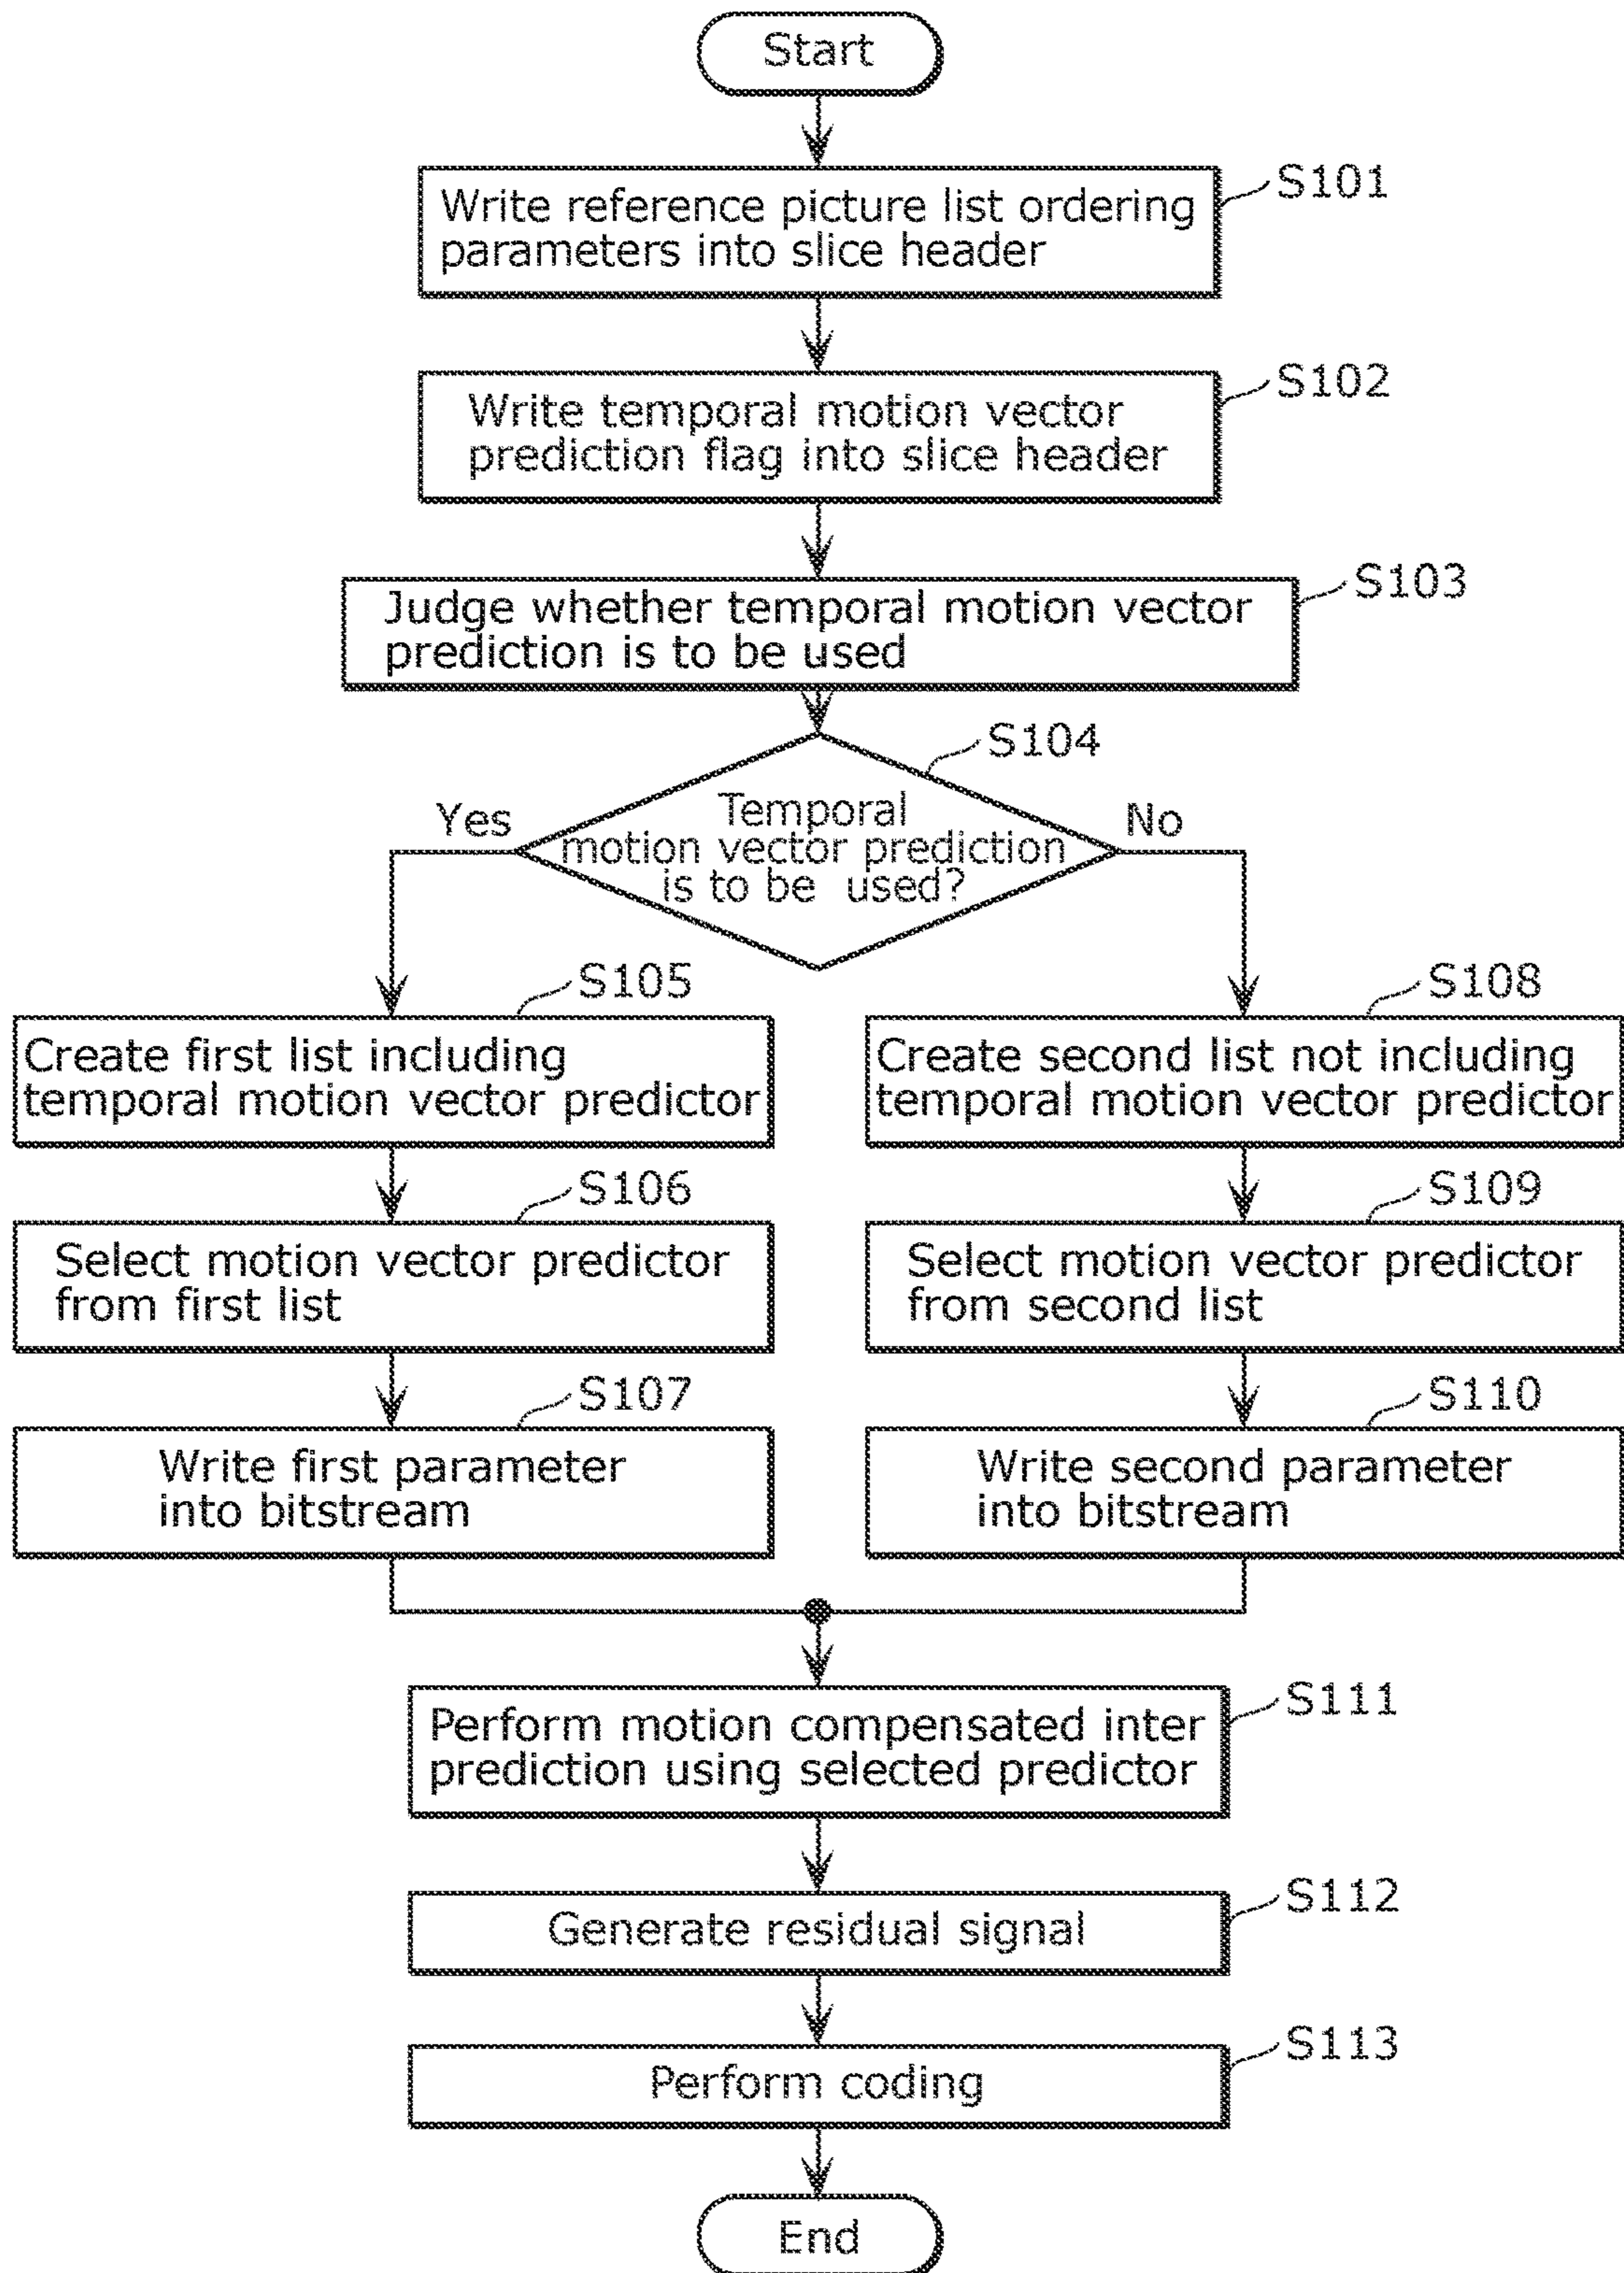 Start
S101
Write reference picture list ordering
parameters into slice header
S102
Write temporal motion vector
prediction flag into slice header
S103
Judge whether temporal motion vector
prediction is to be used
S104
Yes
Temporal
motion vector prediction
is to be used?
No
S105
Create first list including
temporal motion vector predictor
S106
Select motion vector predictor
from first list
S107
Write first parameter
into bitstream
S108
Create second list not including
temporal motion vector predictor
S109
Select motion vector predictor
from second list
S110
Write second parameter
into bitstream
S111
Perform motion compensated inter
prediction using selected predictor
S112
Generate residual signal
S113
Perform coding
End